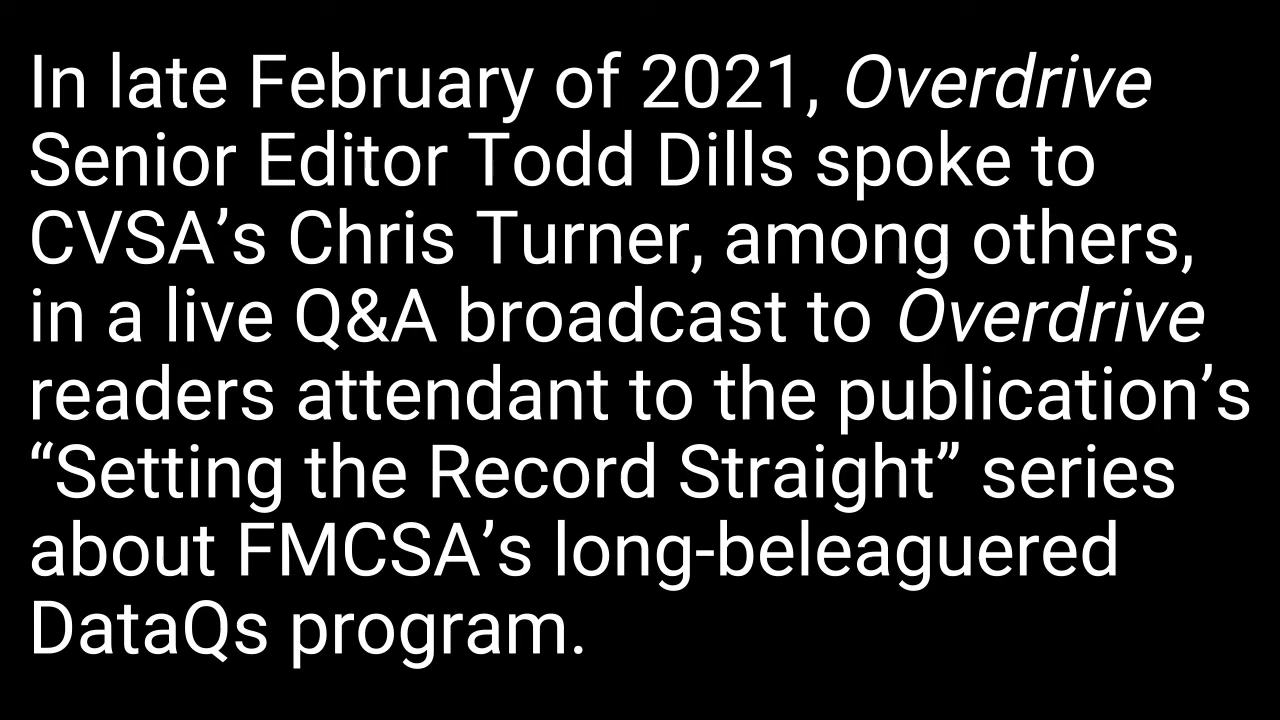 In late February of 2021, Overdrive
Senior Editor Todd Dills spoke to
CVSA’s Chris Turner, among others,
in a live Q&A broadcast to Overdrive
readers attendant to the publication’s
“Setting the Record Straight” series
about FMCSA’s long-beleaguered
DataQs program.